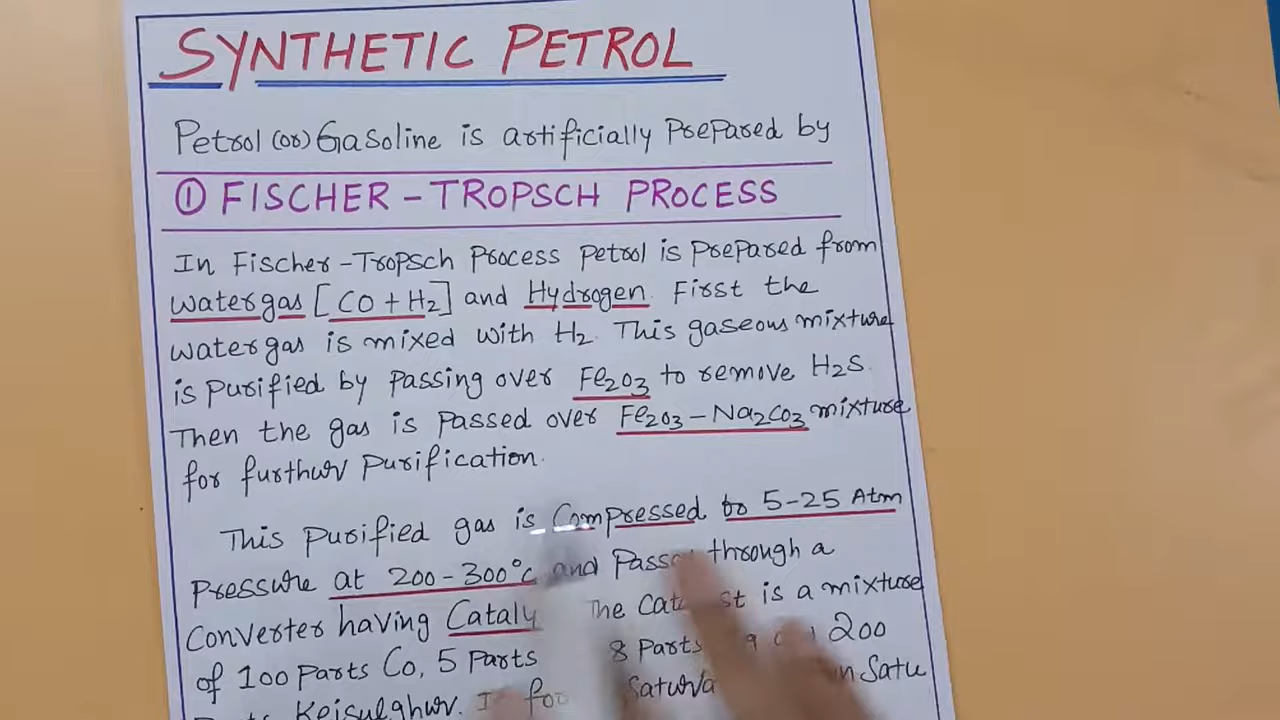 SYNTHETIC PETROL
Petrol (or) Gasoline is artificially Prepared by
① FISCHER - TROPSCH PROCESS
In Fischer-Tropsch Process Petrol is Prepared from
watergas [CO + H2] and Hydrogen. First the
watergas is mixed with H2. This gaseous mixture
is Purified by Passing over Fe2O3 to remove H2S.
Then the gas is Passed over Fe2O3 - Na2CO3 mixture
for furthur Purification.
This Purified gas is Compressed to 5-25 Atm
Pressure at 200-300°C and through a
Converter having The is a mixture
of 100 Parts Co, 5 Parts 8 Parts 200
Keisulghur.